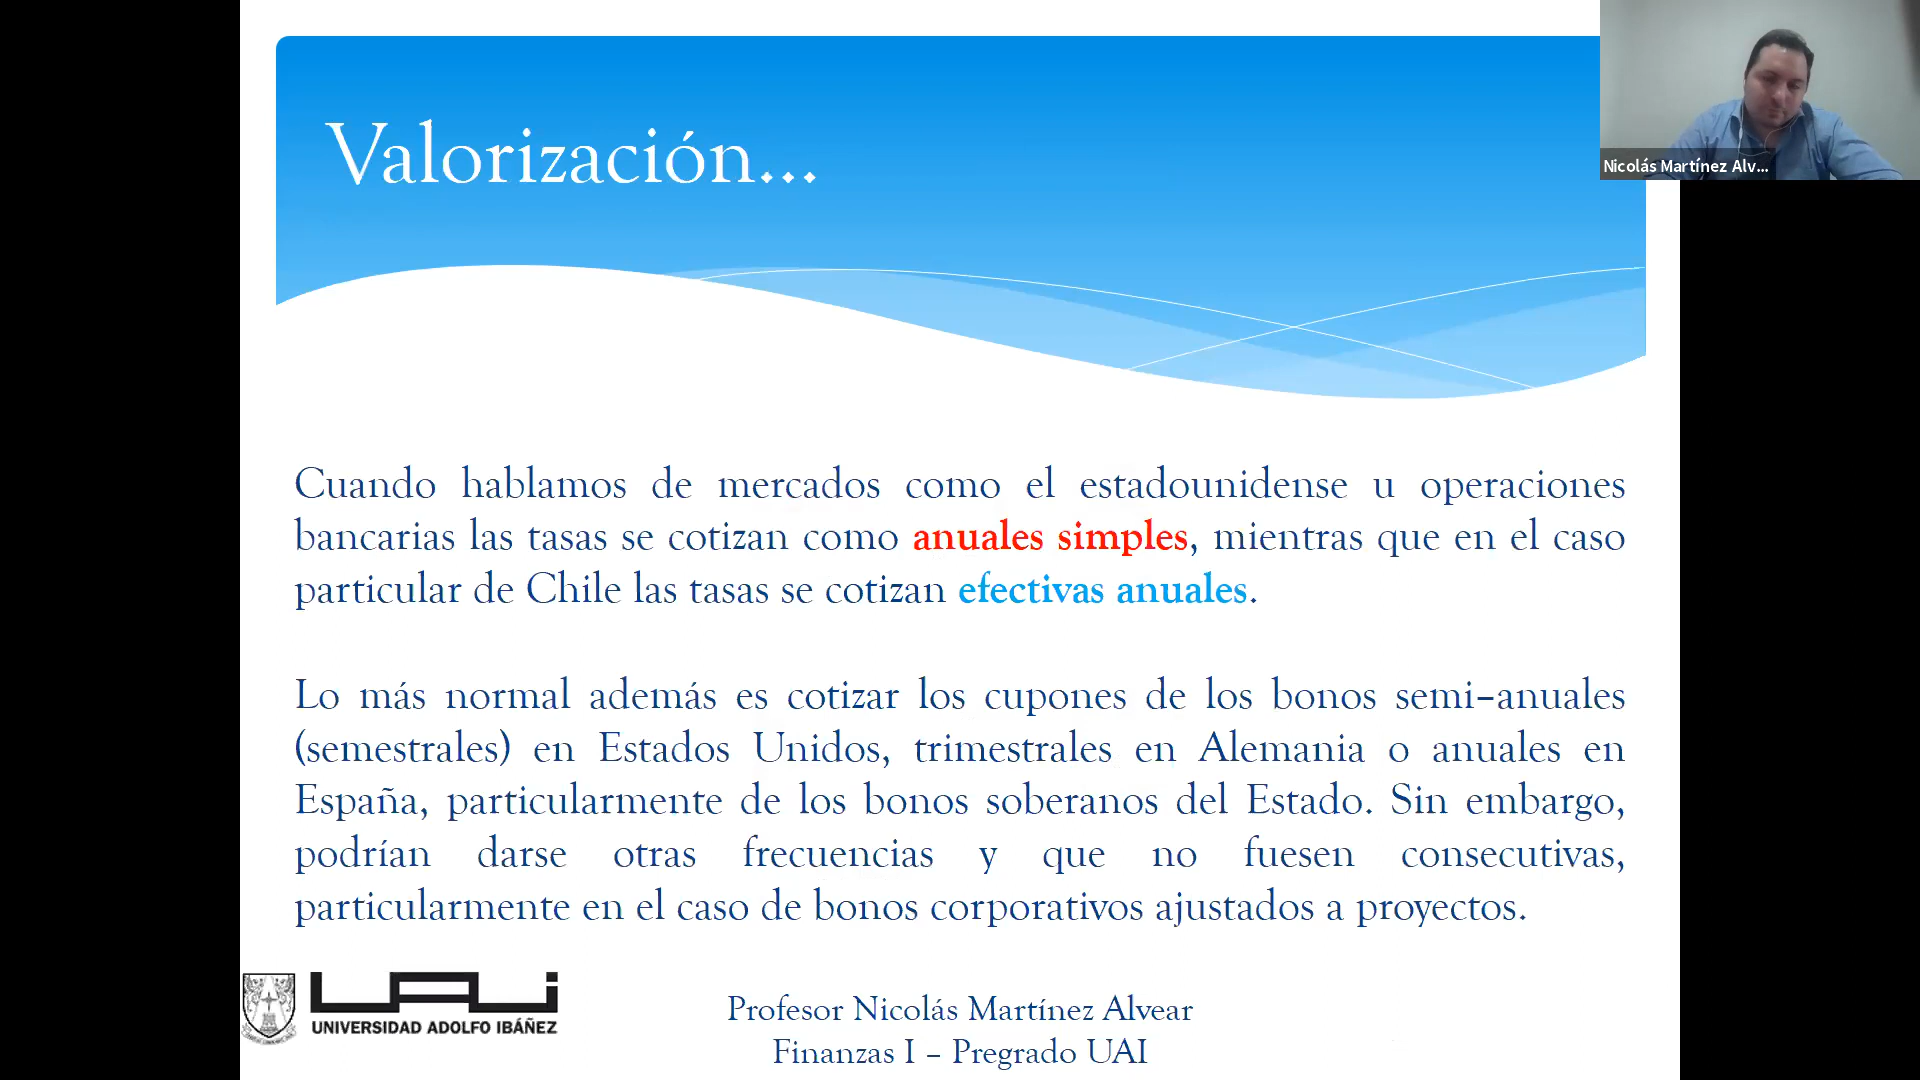 Valorización...
Nicolás Martínez Alv...
Cuando hablamos de mercados como el estadounidense u operaciones
bancarias las tasas se cotizan como anuales simples, mientras que en el caso
particular de Chile las tasas se cotizan efectivas anuales.
Lo más normal además es cotizar los cupones de los bonos semi-anuales
(semestrales) en Estados Unidos, trimestrales en Alemania o anuales en
España, particularmente de los bonos soberanos del Estado. Sin embargo,
podrían darse otras frecuencias y que no fuesen consecutivas,
particularmente en el caso de bonos corporativos ajustados a proyectos.
UAI
UNIVERSIDAD ADOLFO IBÁÑEZ
Profesor Nicolás Martínez Alvear
Finanzas I – Pregrado UAI